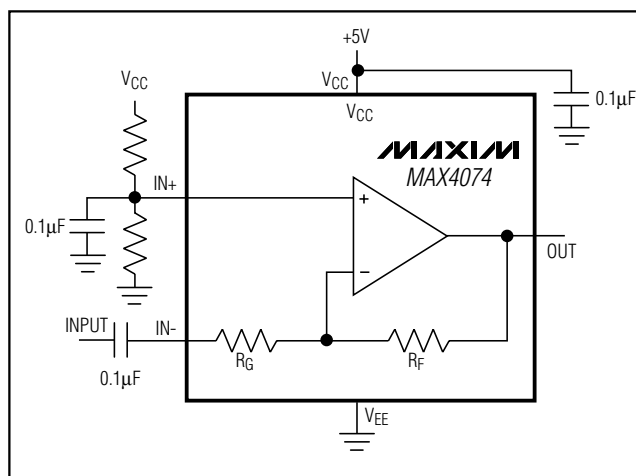 +5V
VCC
VCC
VCC
0.1µF
MAXIM
MAX4074
IN+
+
0.1µF
−
OUT
INPUT
IN-
RG
RF
0.1µF
VEE